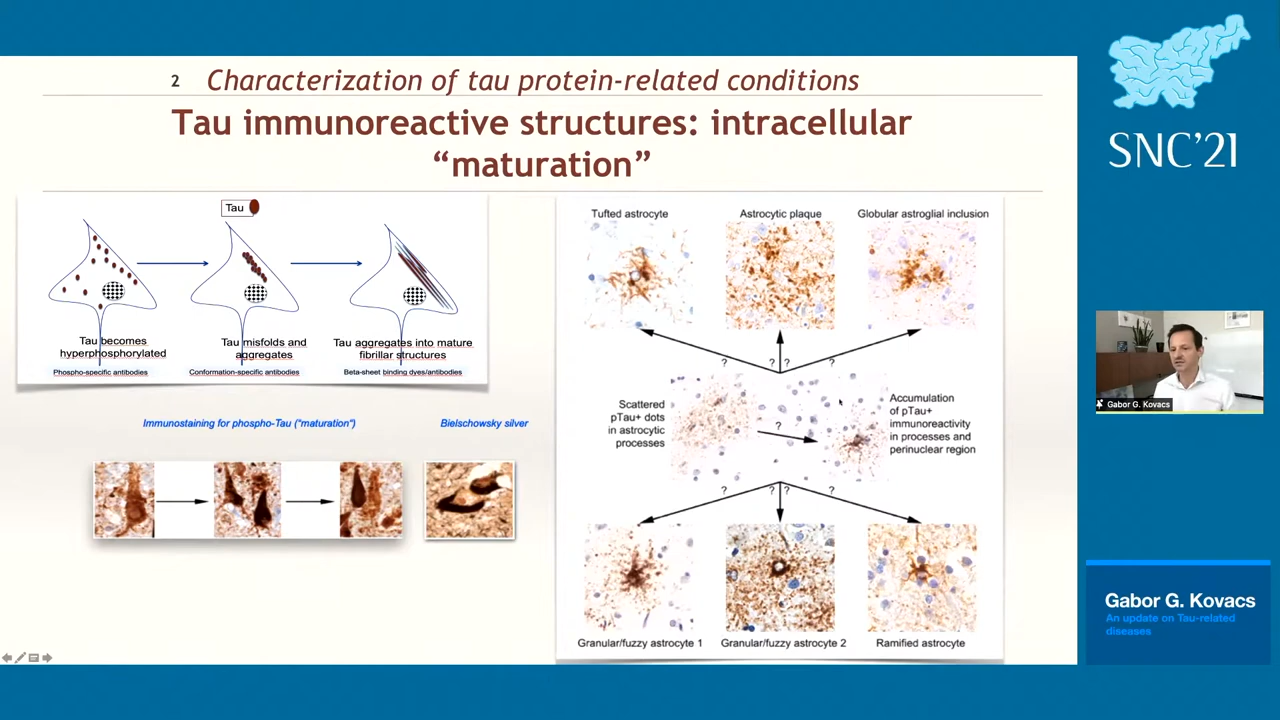 2 Characterization of tau protein-related conditions
Tau immunoreactive structures: intracellular
“maturation”
Tau
Tau becomes
hyperphosphorylated
Phospho-specific antibodies
Tau misfolds and
aggregates
Conformation-specific antibodies
Tau aggregates into mature
fibrillar structures
Beta-sheet binding dyes/antibodies
Immunostaining for phospho-Tau ("maturation")
Bielschowsky silver
Tufted astrocyte
Astrocytic plaque
Globular astroglial inclusion
? ? ? ?
Scattered
pTau+ dots
in astrocytic
processes
?
Accumulation
of pTau+
immunoreactivity
in processes and
perinuclear region
? ? ? ?
Granular/fuzzy astrocyte 1
Granular/fuzzy astrocyte 2
Ramified astrocyte
SNC’21
Gabor G. Kovacs
Gabor G. Kovacs
An update on Tau-related
diseases